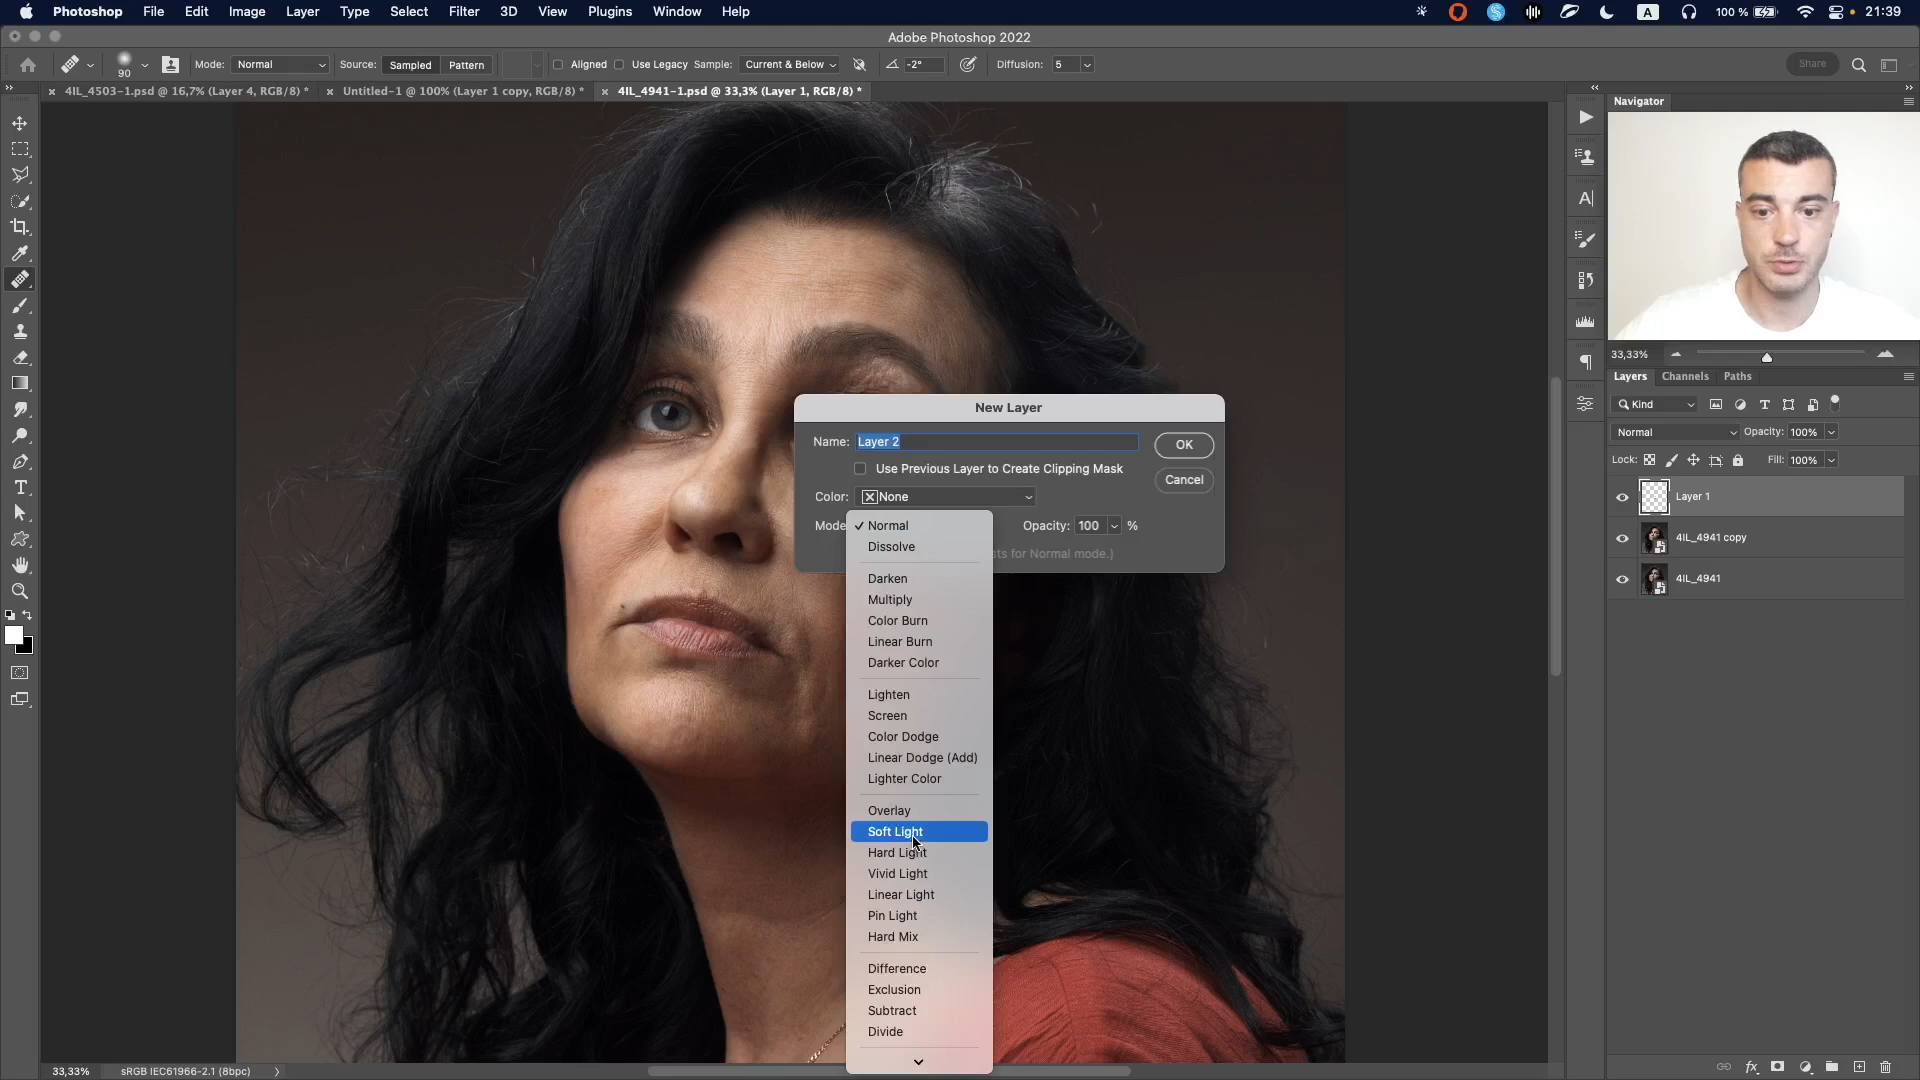 Photoshop File Edit Image Layer Type Select Filter 3D View Plugins Window Help A 100 % 21:39
Adobe Photoshop 2022
90 Mode: Normal Source: Sampled Pattern Aligned Use Legacy Sample: Current & Below -2° Diffusion: 5 Share
4IL_4503-1.psd @ 16,7% (Layer 4, RGB/8) * Untitled-1 @ 100% (Layer 1 copy, RGB/8) * 4IL_4941-1.psd @ 33,3% (Layer 1, RGB/8) *
Navigator
33,33%
Layers Channels Paths
Kind
Normal Opacity: 100%
Lock: Fill: 100%
Layer 1
4IL_4941 copy
4IL_4941
New Layer
Name: Layer 2 OK
Use Previous Layer to Create Clipping Mask
Cancel
Color: None
Mode Opacity: 100 %
sts for Normal mode.)
Normal
Dissolve
Darken
Multiply
Color Burn
Linear Burn
Darker Color
Lighten
Screen
Color Dodge
Linear Dodge (Add)
Lighter Color
Overlay
Soft Light
Hard Light
Vivid Light
Linear Light
Pin Light
Hard Mix
Difference
Exclusion
Subtract
Divide
33,33% sRGB IEC61966-2.1 (8bpc)